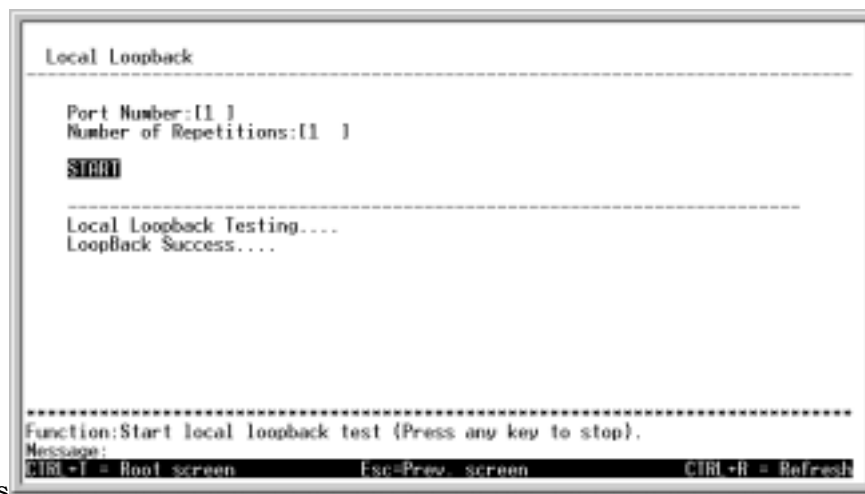 Local Loopback
Port Number:[1 ]
Number of Repetitions:[1  ]
START
Local Loopback Testing....
LoopBack Success....
Function:Start local loopback test (Press any key to stop).
Message:
CTRL+T = Root screen Esc=Prev. screen CTRL+R = Refresh
s